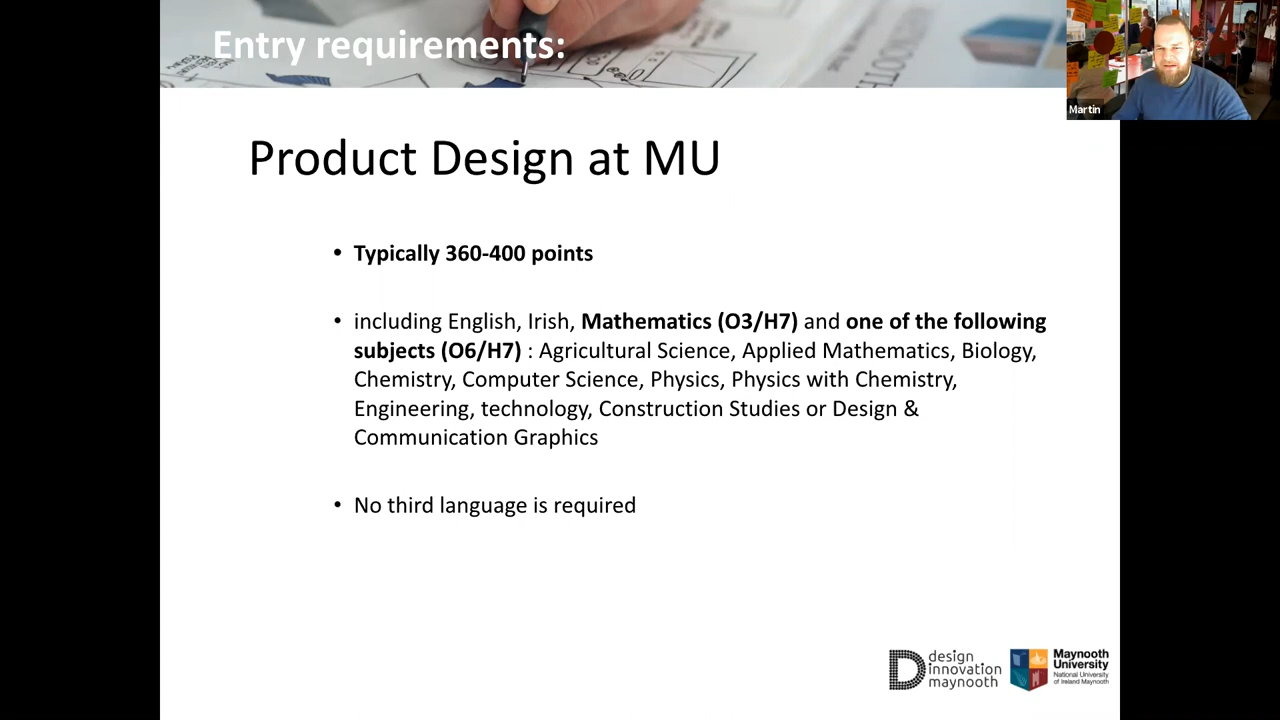 Entry requirements:
Martin
Product Design at MU
• Typically 360-400 points
• including English, Irish, Mathematics (O3/H7) and one of the following
subjects (O6/H7) : Agricultural Science, Applied Mathematics, Biology,
Chemistry, Computer Science, Physics, Physics with Chemistry,
Engineering, technology, Construction Studies or Design &
Communication Graphics
• No third language is required
design
innovation
maynooth
Maynooth
University
National University
of Ireland Maynooth